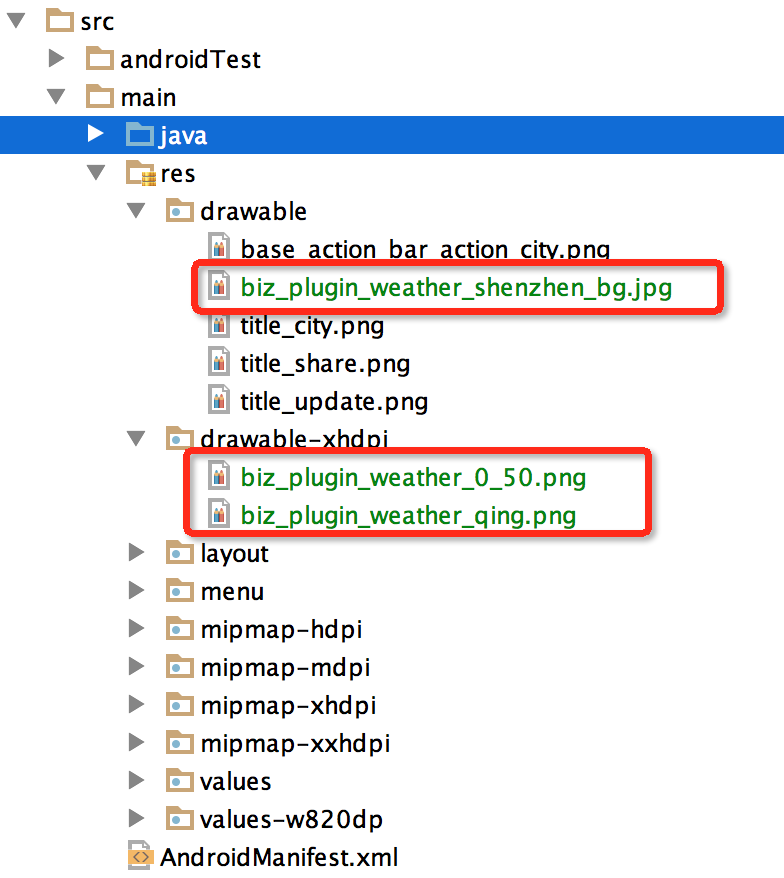 src
androidTest
main
java
res
drawable
base_action_bar_action_city.png
biz_plugin_weather_shenzhen_bg.jpg
title_city.png
title_share.png
title_update.png
drawable-xhdpi
biz_plugin_weather_0_50.png
biz_plugin_weather_qing.png
layout
menu
mipmap-hdpi
mipmap-mdpi
mipmap-xhdpi
mipmap-xxhdpi
values
values-w820dp
AndroidManifest.xml